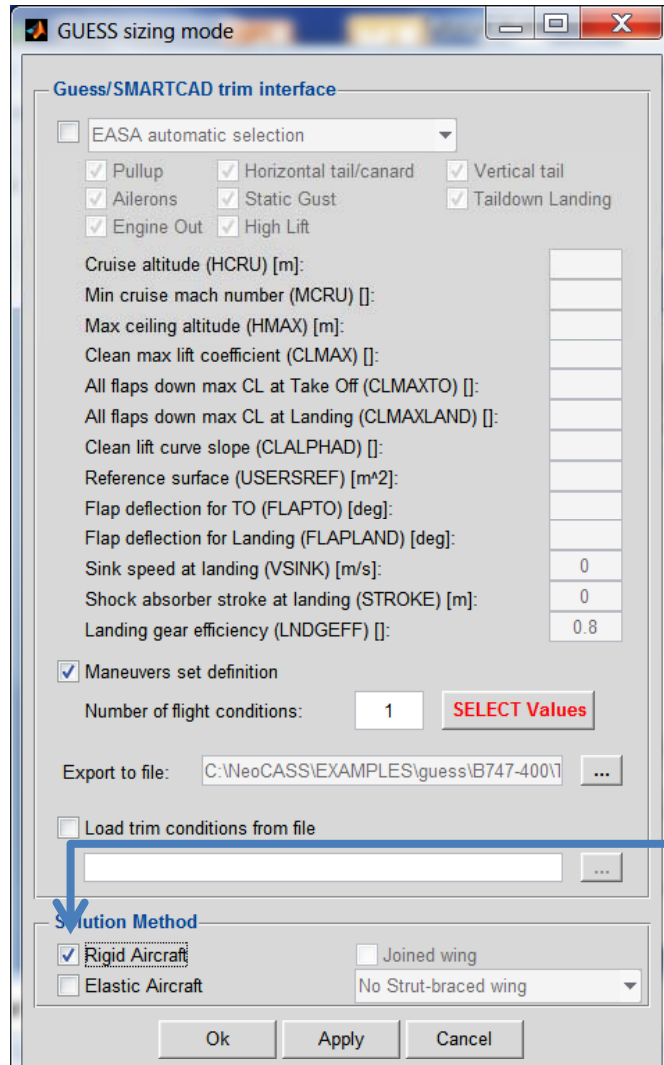 GUESS sizing mode
Guess/SMARTCAD trim interface
EASA automatic selection
Pullup Horizontal tail/canard Vertical tail
Ailerons Static Gust Taildown Landing
Engine Out High Lift
Cruise altitude (HCRU) [m]:
Min cruise mach number (MCRU) []:
Max ceiling altitude (HMAX) [m]:
Clean max lift coefficient (CLMAX) []:
All flaps down max CL at Take Off (CLMAXTO) []:
All flaps down max CL at Landing (CLMAXLAND) []:
Clean lift curve slope (CLALPHAD) []:
Reference surface (USERSREF) [m^2]:
Flap deflection for TO (FLAPTO) [deg]:
Flap deflection for Landing (FLAPLAND) [deg]:
Sink speed at landing (VSINK) [m/s]: 0
Shock absorber stroke at landing (STROKE) [m]: 0
Landing gear efficiency (LNDGEFF) []: 0.8
Maneuvers set definition
Number of flight conditions: 1 SELECT Values
Export to file: C:\NeoCASS\EXAMPLES\guess\B747-400\T ...
Load trim conditions from file
...
Solution Method
Rigid Aircraft Joined wing
Elastic Aircraft No Strut-braced wing
Ok Apply Cancel